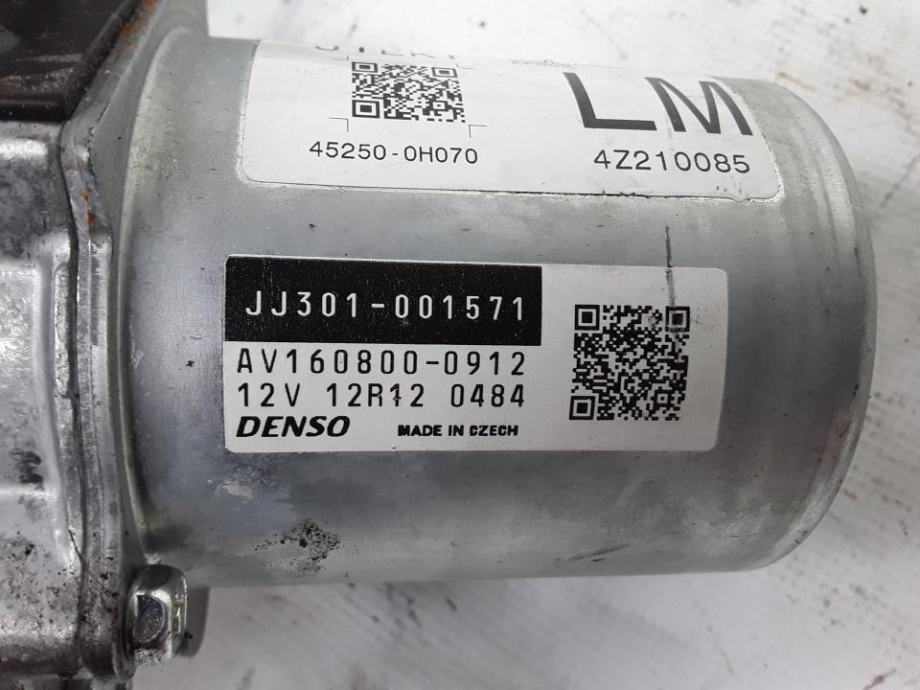 LM
45250-0H070
4Z210085
JJ301-001571
AV160800-0912
12V 12R12 0484
DENSO MADE IN CZECH